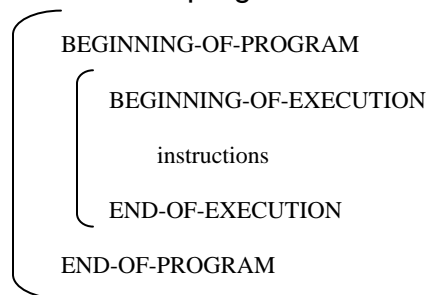 BEGINNING-OF-PROGRAM
BEGINNING-OF-EXECUTION
instructions
END-OF-EXECUTION
END-OF-PROGRAM